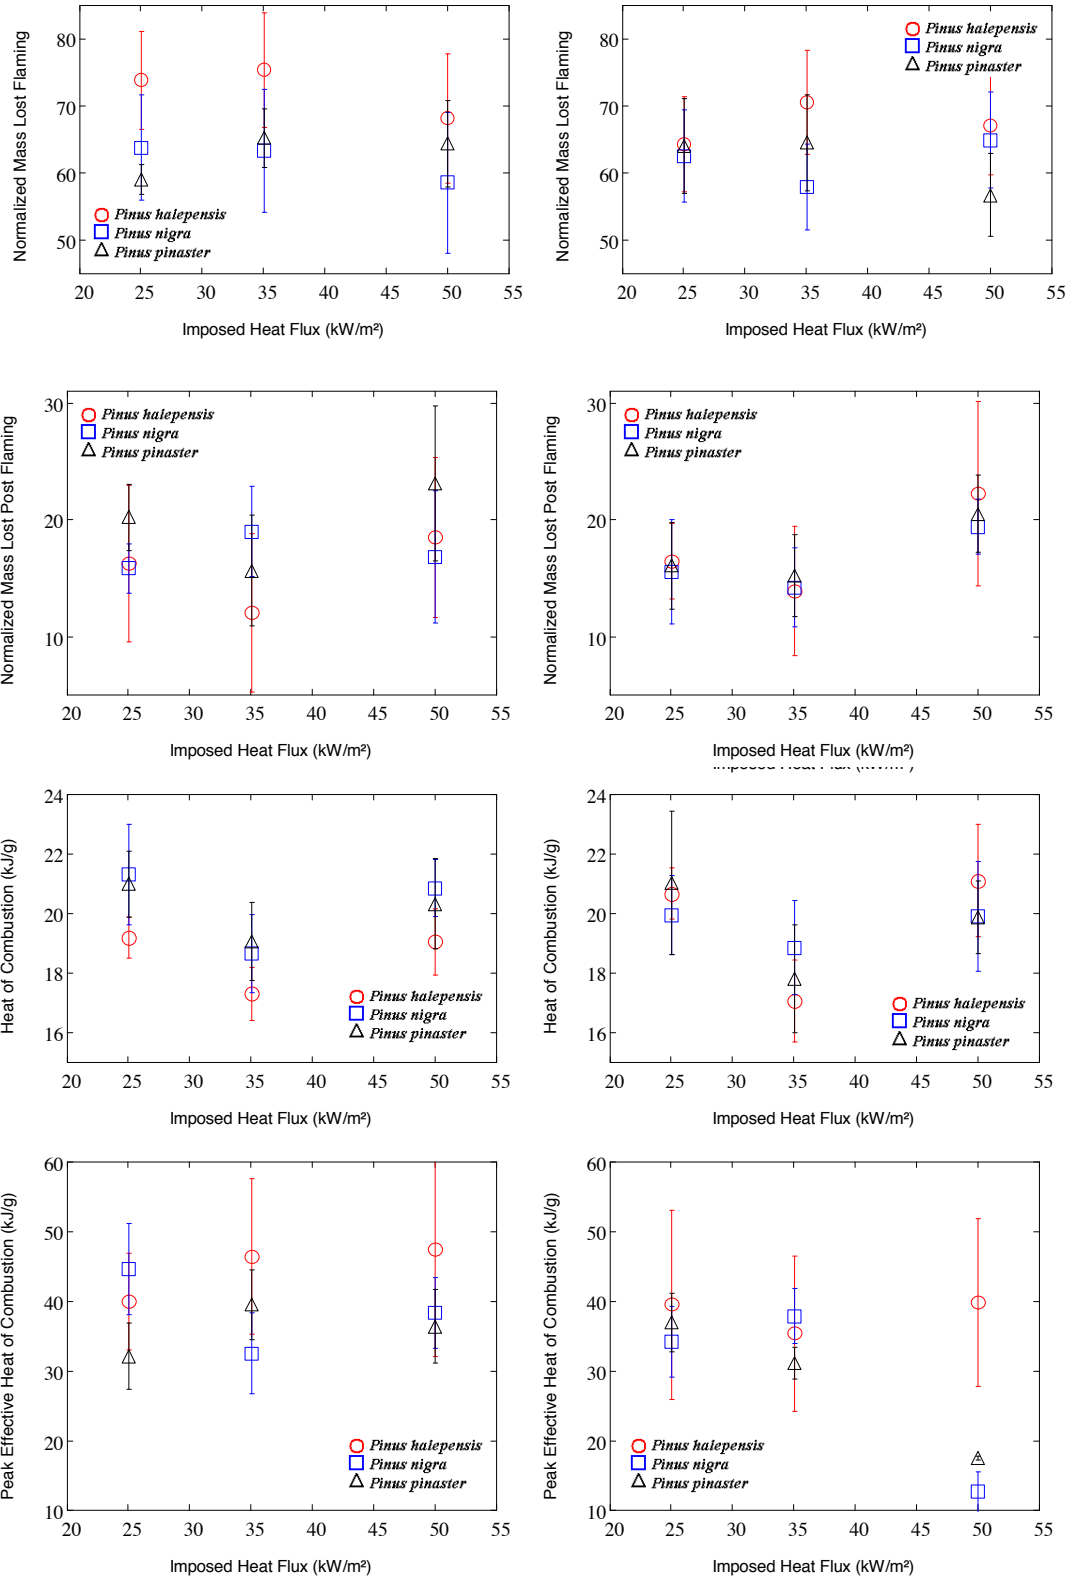 Normalized Mass Lost Flaming
80
70
60
50
Pinus halepensis
Pinus nigra
Pinus pinaster
20 25 30 35 40 45 50 55
Imposed Heat Flux (kW/m²)
Normalized Mass Lost Flaming
80
70
60
50
Pinus halepensis
Pinus nigra
Pinus pinaster
20 25 30 35 40 45 50 55
Imposed Heat Flux (kW/m²)
Normalized Mass Lost Post Flaming
30
20
10
Pinus halepensis
Pinus nigra
Pinus pinaster
20 25 30 35 40 45 50 55
Imposed Heat Flux (kW/m²)
Normalized Mass Lost Post Flaming
30
20
10
Pinus halepensis
Pinus nigra
Pinus pinaster
20 25 30 35 40 45 50 55
Imposed Heat Flux (kW/m²)
Imposed Heat Flux (kW/m²)
Heat of Combustion (kJ/g)
24
22
20
18
16
Pinus halepensis
Pinus nigra
Pinus pinaster
20 25 30 35 40 45 50 55
Imposed Heat Flux (kW/m²)
Heat of Combustion (kJ/g)
24
22
20
18
16
Pinus halepensis
Pinus nigra
Pinus pinaster
20 25 30 35 40 45 50 55
Imposed Heat Flux (kW/m²)
Peak Effective Heat of Combustion (kJ/g)
60
50
40
30
20
10
Pinus halepensis
Pinus nigra
Pinus pinaster
20 25 30 35 40 45 50 55
Imposed Heat Flux (kW/m²)
Peak Effective Heat of Combustion (kJ/g)
60
50
40
30
20
10
Pinus halepensis
Pinus nigra
Pinus pinaster
20 25 30 35 40 45 50 55
Imposed Heat Flux (kW/m²)